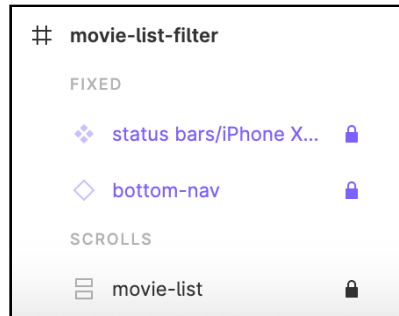 movie-list-filter
FIXED
status bars/iPhone X...
bottom-nav
SCROLLS
movie-list